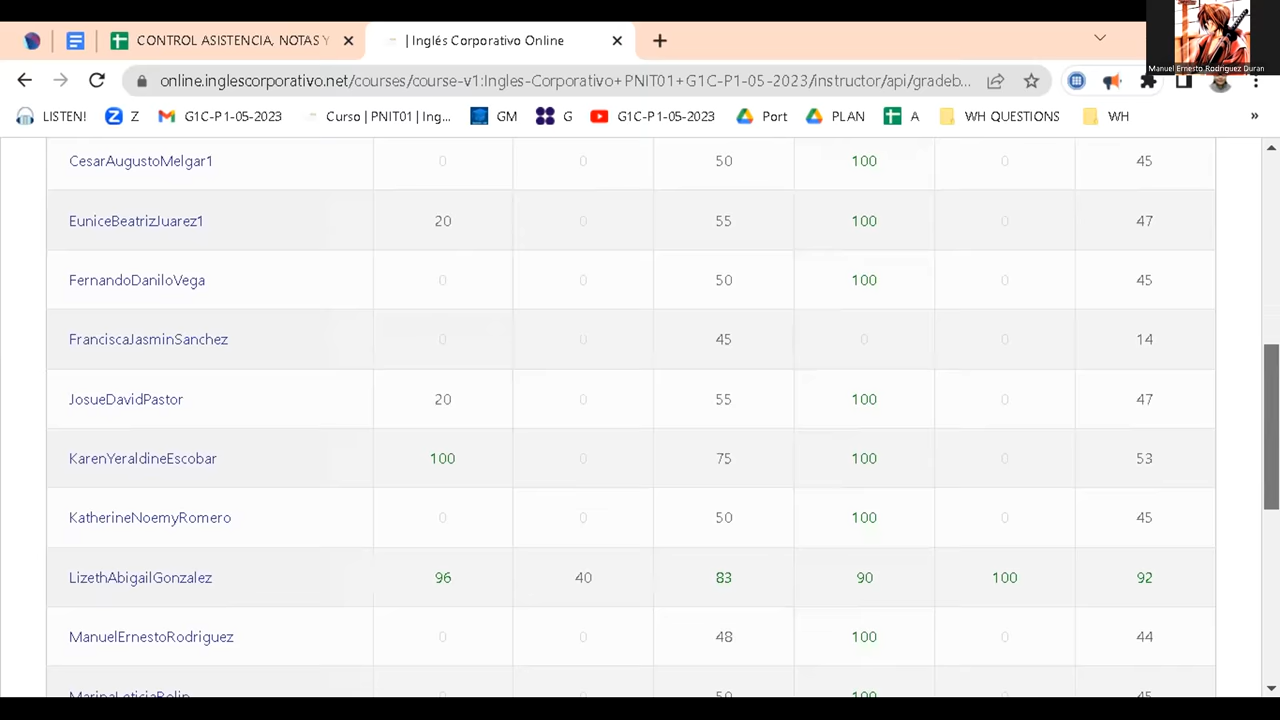 CONTROL ASISTENCIA, NOTAS Y
| Inglés Corporativo Online
Manuel Ernesto Rodriguez Duran
online.inglescorporativo.net/courses/course-v1:Ingles-Corporativo+PNIT01+G1C-P1-05-2023/instructor/api/gradeb...
LISTEN! Z G1C-P1-05-2023 Curso | PNIT01 | Ing... GM G G1C-P1-05-2023 Port PLAN A WH QUESTIONS WH »
CesarAugustoMelgar1 0 0 50 100 0 45
EuniceBeatrizJuarez1 20 0 55 100 0 47
FernandoDaniloVega 0 0 50 100 0 45
FranciscaJasminSanchez 0 0 45 0 0 14
JosueDavidPastor 20 0 55 100 0 47
KarenYeraldineEscobar 100 0 75 100 0 53
KatherineNoemyRomero 0 0 50 100 0 45
LizethAbigailGonzalez 96 40 83 90 100 92
ManuelErnestoRodriguez 0 0 48 100 0 44
50 100 45